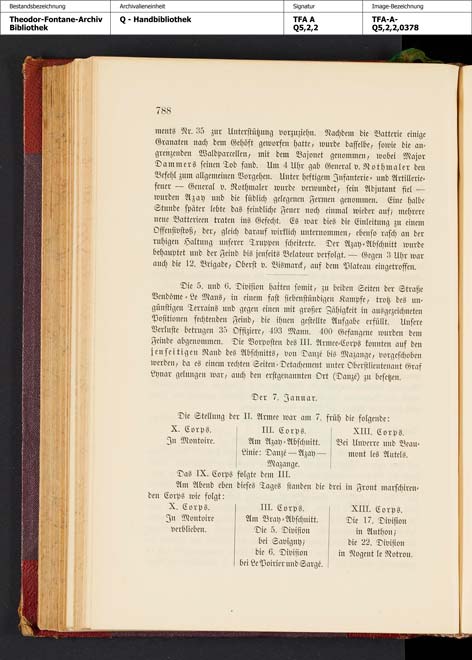 Bestandsbezeichnung
Archivalieneinheit
Signatur
Image-Bezeichnung
Theodor-Fontane-Archiv
Bibliothek
Q - Handbibliothek
TFA A
Q5,2,2
TFA-A-
Q5,2,2,0378
788
ments Nr. 35 zur Unterstützung vorzuziehn. Nachdem die Batterie einige
Granaten nach dem Gehöft geworfen hatte, wurde dasselbe, sowie die an-
grenzenden Waldparcellen, mit dem Bajonet genommen, wobei Major
Dammers seinen Tod fand. Um 4 Uhr gab General v. Rothmaler den
Befehl zum allgemeinen Vorgehen. Unter heftigem Infanterie- und Artillerie-
feuer — General v. Rothmaler wurde verwundet, sein Adjutant fiel —
wurden Azay und die südlich gelegenen Fermen genommen. Eine halbe
Stunde später lebte das feindliche Feuer noch einmal wieder auf; mehrere
neue Batterieen traten ins Gefecht. Es war dies die Einleitung zu einem
Offensivstoß, der, gleich darauf wirklich unternommen, ebenso rasch an der
ruhigen Haltung unserer Truppen scheiterte. Der Azay-Abschnitt wurde
behauptet und der Feind bis jenseits Belatour verfolgt. — Gegen 3 Uhr war
auch die 12. Brigade, Oberst v. Bismarck, auf dem Plateau eingetroffen.
Die 5. und 6. Division hatten somit, zu beiden Seiten der Straße
Vendôme-Le Mans, in einem fast siebenstündigen Kampfe, trotz des un-
günstigen Terrains und gegen einen mit großer Zähigkeit in ausgezeichneten
Positionen fechtenden Feind, die ihnen gestellte Aufgabe erfüllt. Unsere
Verluste betrugen 35 Offiziere, 493 Mann. 400 Gefangene wurden dem
Feinde abgenommen. Die Vorposten des III. Armee-Corps konnten auf den
jenseitigen Rand des Abschnitts, von Danzé bis Mazange, vorgeschoben
werden, da es einem rechten Seiten-Detachement unter Oberstlieutenant Graf
Lynar gelungen war, auch den erstgenannten Ort (Danzé) zu besetzen.
Der 7. Januar.
Die Stellung der II. Armee war am 7. früh die folgende:
X. Corps.
In Montoire.
III. Corps.
Am Azay-Abschnitt.
Linie: Danzé — Azay —
Mazange.
XIII. Corps.
Bei Unverre und Beau-
mont les Autels.
Das IX. Corps folgte dem III.
Am Abend eben dieses Tages standen die drei in Front marschiren-
den Corps wie folgt:
X. Corps.
In Montoire
verblieben.
III. Corps.
Am Bray-Abschnitt.
Die 5. Division
bei Savigny;
die 6. Division
bei Le Poirier und Sargé.
XIII. Corps.
Die 17. Division
in Authon;
die 22. Division
in Nogent le Rotrou.